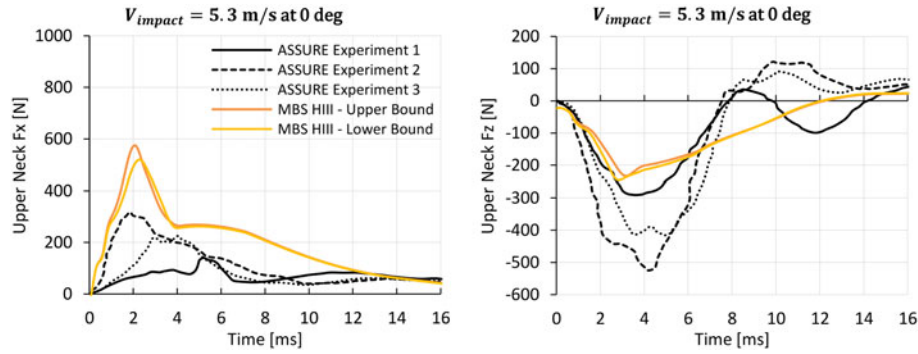 V_impact = 5.3 m/s at 0 deg
1000
800
600
400
200
0
Upper Neck Fx [N]
ASSURE Experiment 1
ASSURE Experiment 2
ASSURE Experiment 3
MBS HIII - Upper Bound
MBS HIII - Lower Bound
0 2 4 6 8 10 12 14 16
Time [ms]
V_impact = 5.3 m/s at 0 deg
200
100
0
-100
-200
-300
-400
-500
-600
Upper Neck Fz [N]
0 2 4 6 8 10 12 14 16
Time [ms]